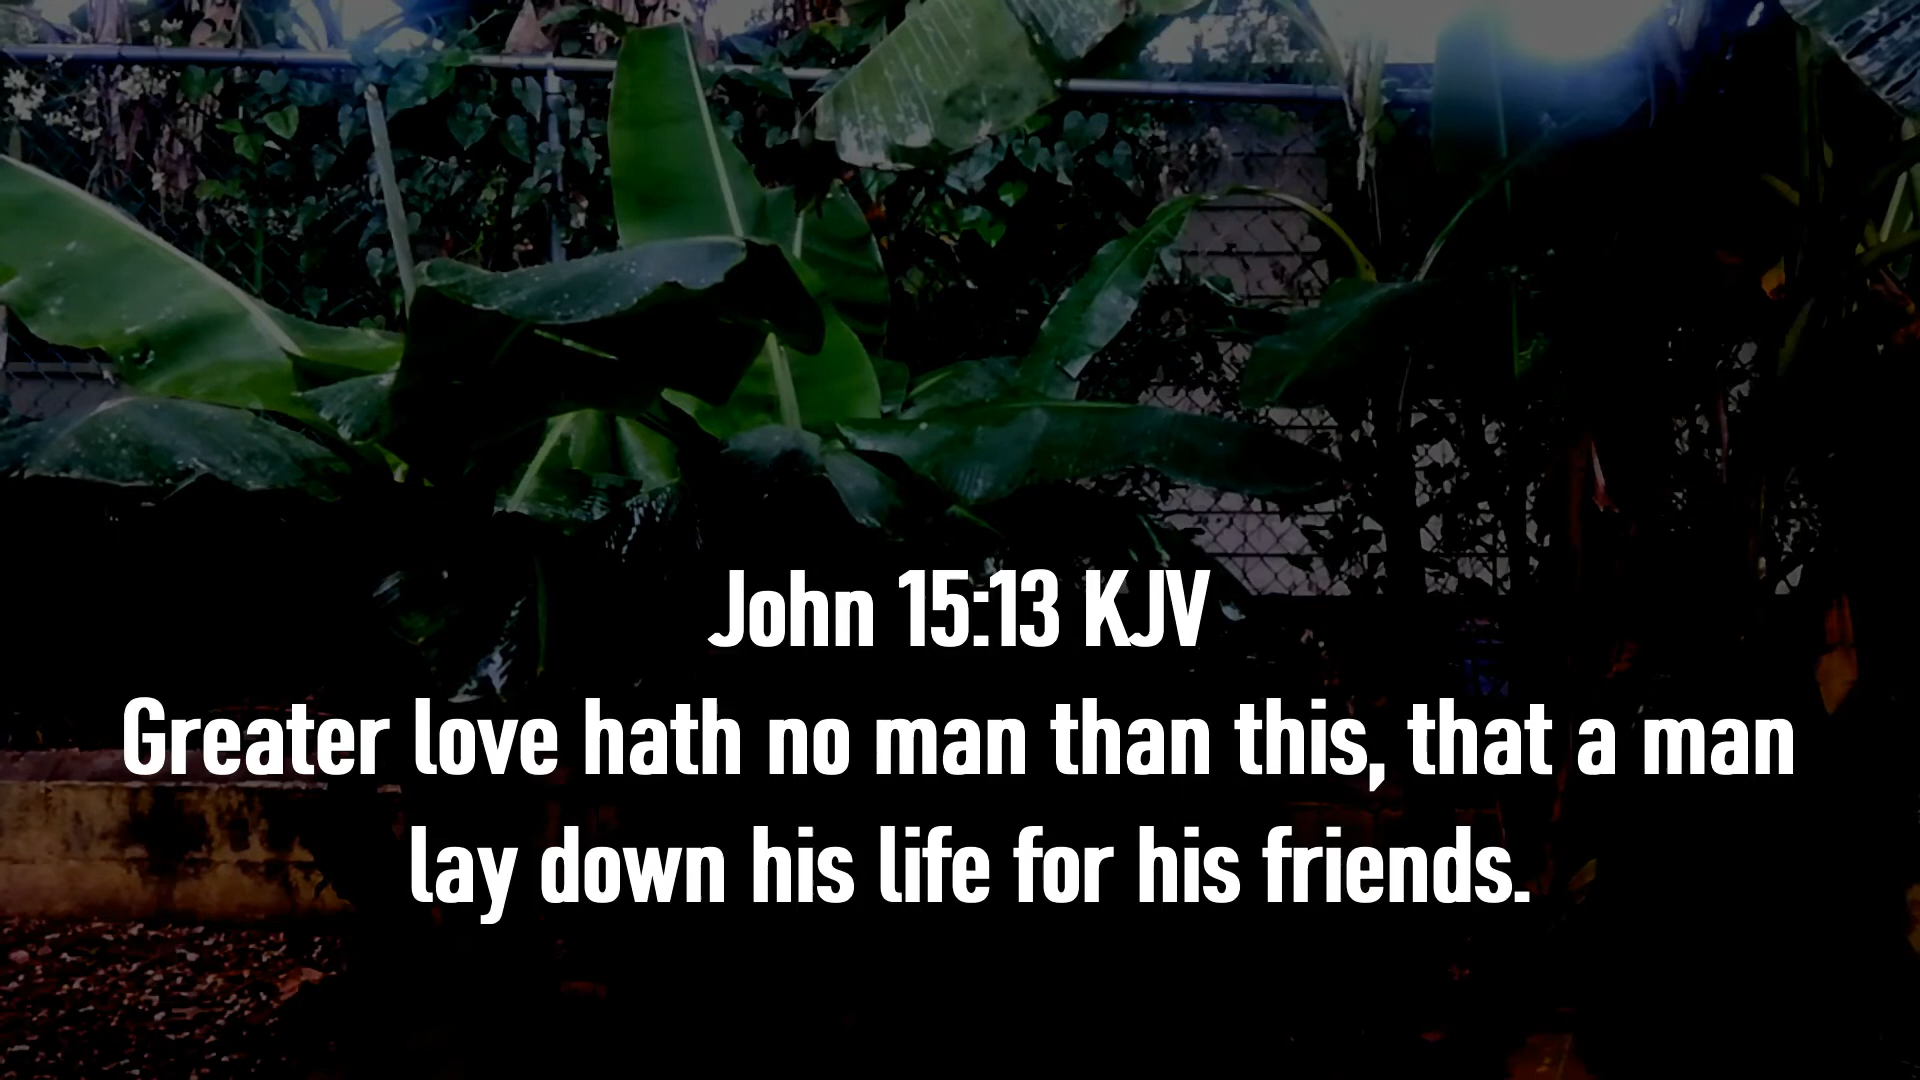 John 15:13 KJV
Greater love hath no man than this, that a man
lay down his life for his friends.